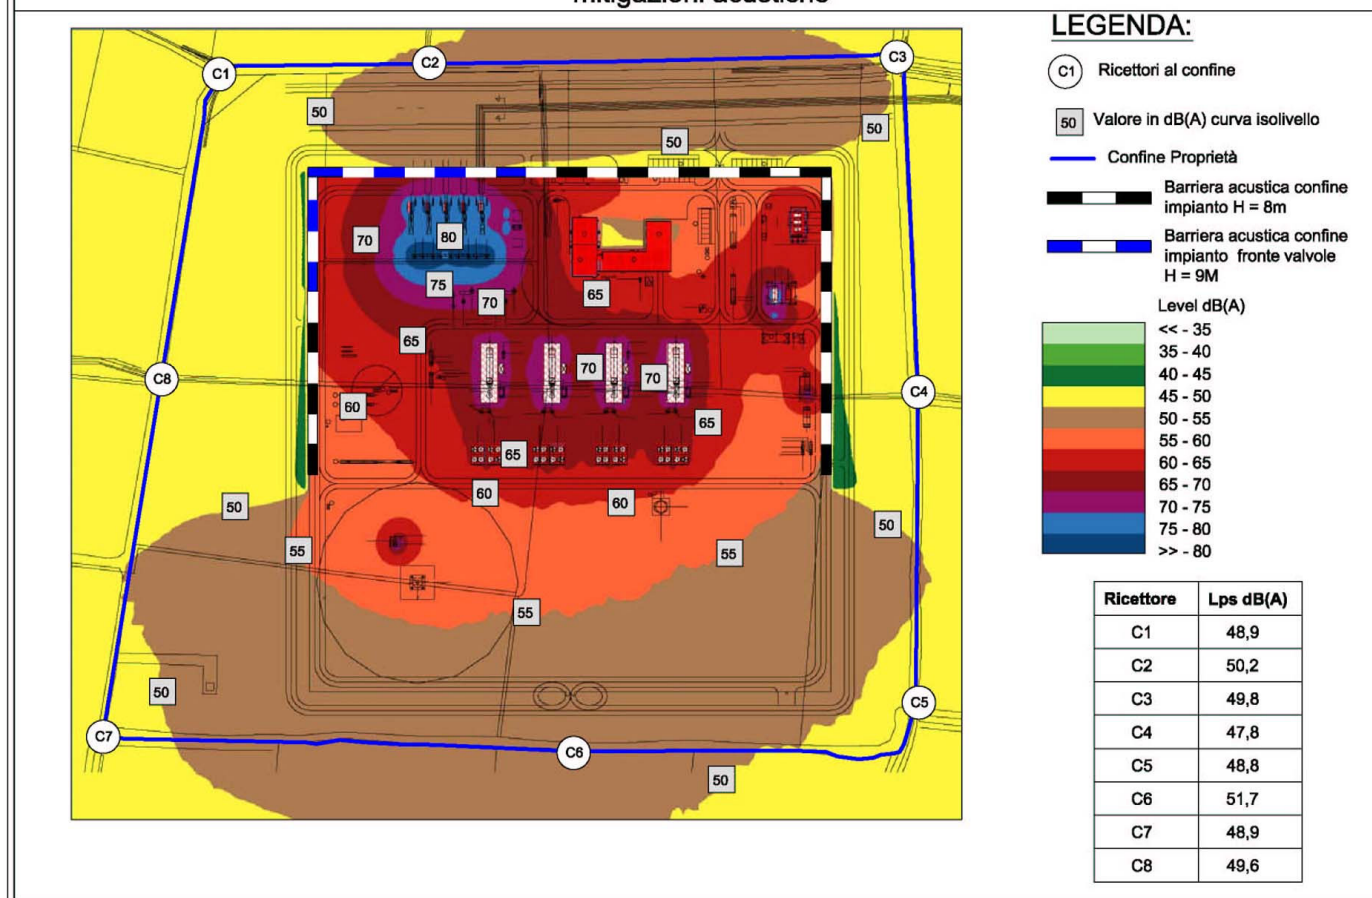 mitigazioni acustiche
C1
C2
C3
50
50
50
70
80
75
70
65
65
C8
70
70
C4
60
65
65
60
60
50
50
55
55
55
50
C5
C7
C6
50
LEGENDA:
C1 Ricettori al confine
50 Valore in dB(A) curva isolivello
Confine Proprietà
Barriera acustica confine
impianto H = 8m
Barriera acustica confine
impianto fronte valvole
H = 9M
Level dB(A)
<< - 35
35 - 40
40 - 45
45 - 50
50 - 55
55 - 60
60 - 65
65 - 70
70 - 75
75 - 80
>> - 80
Ricettore Lps dB(A)
C1 48,9
C2 50,2
C3 49,8
C4 47,8
C5 48,8
C6 51,7
C7 48,9
C8 49,6